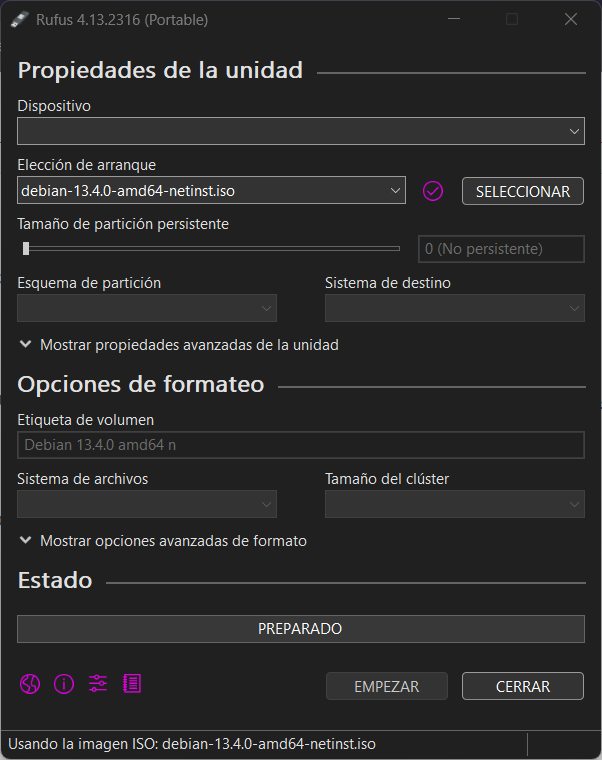 Rufus 4.13.2316 (Portable)
Propiedades de la unidad
Dispositivo
Elección de arranque
debian-13.4.0-amd64-netinst.iso
SELECCIONAR
Tamaño de partición persistente
0 (No persistente)
Esquema de partición
Sistema de destino
Mostrar propiedades avanzadas de la unidad
Opciones de formateo
Etiqueta de volumen
Debian 13.4.0 amd64 n
Sistema de archivos
Tamaño del clúster
Mostrar opciones avanzadas de formato
Estado
PREPARADO
EMPEZAR
CERRAR
Usando la imagen ISO: debian-13.4.0-amd64-netinst.iso